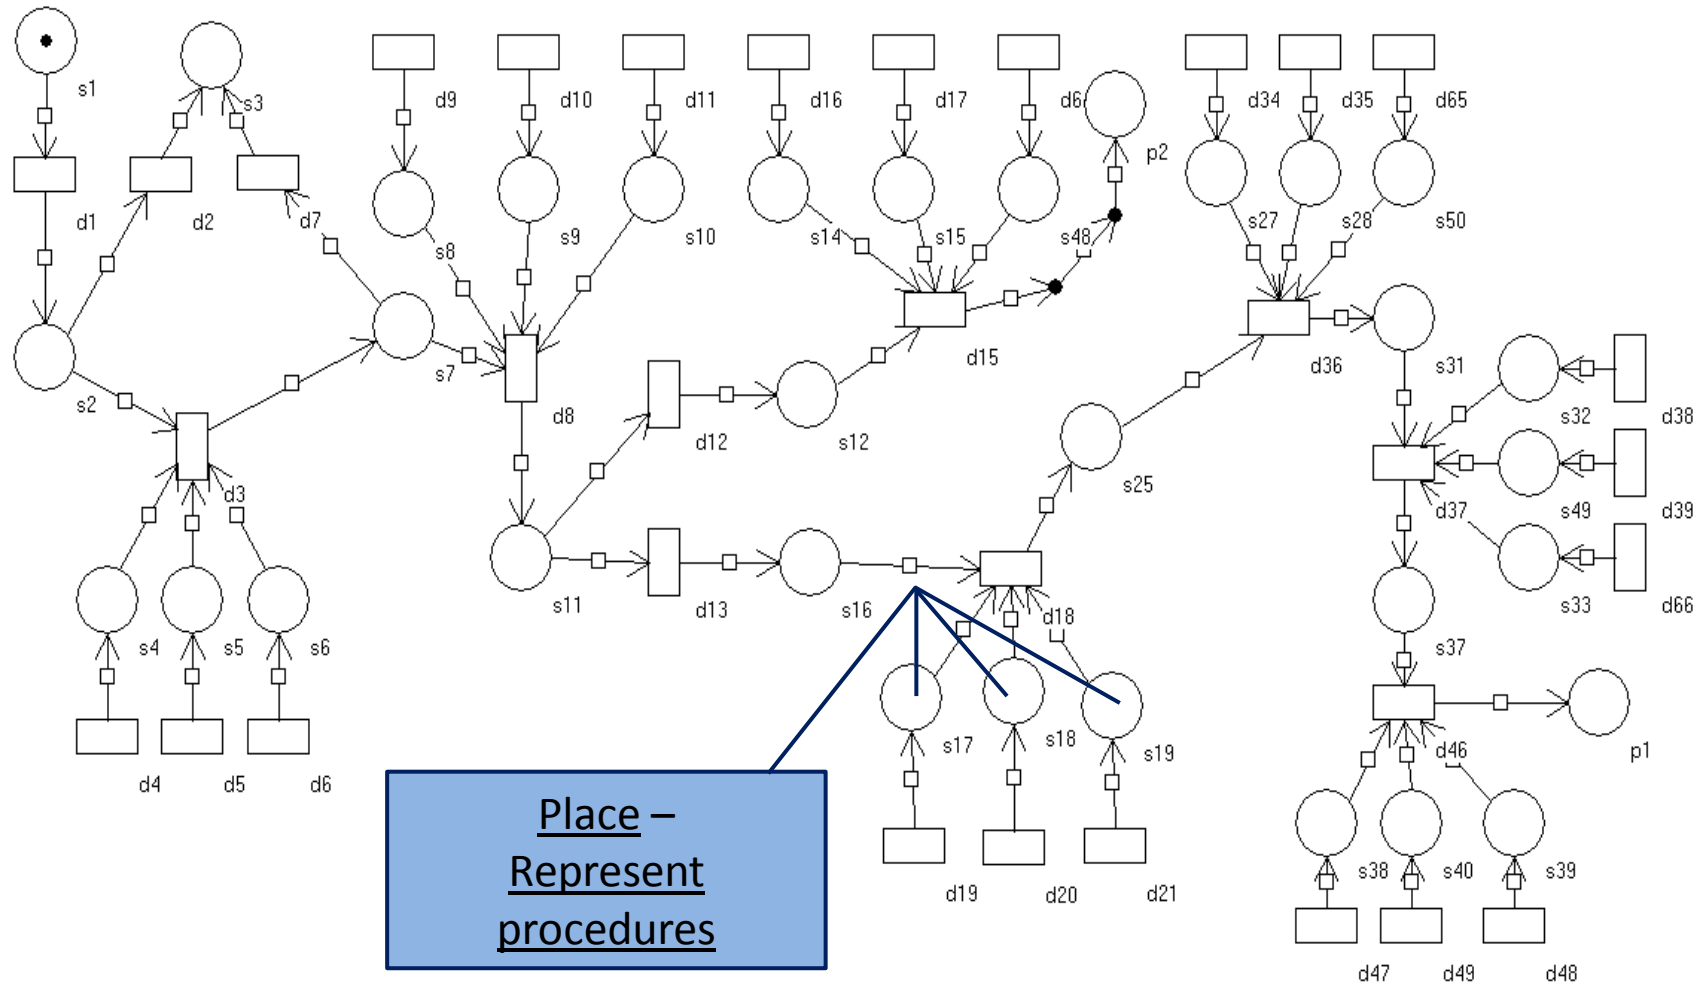 s1
s3
d9
d10
d11
d16
d17
d6
p2
d34
d35
d65
d1
d2
d7
s8
s9
s10
s14
s15
s48
s27
s28
s50
s2
s7
d8
d12
s12
d15
d36
s31
s32
d38
d3
s25
d37
s49
d39
s4
s5
s6
s11
d13
s16
d18
s33
d66
s37
d4
d5
d6
s17
s18
s19
d46
p1
Place –
Represent
procedures
d19
d20
d21
s38
s40
s39
d47
d49
d48